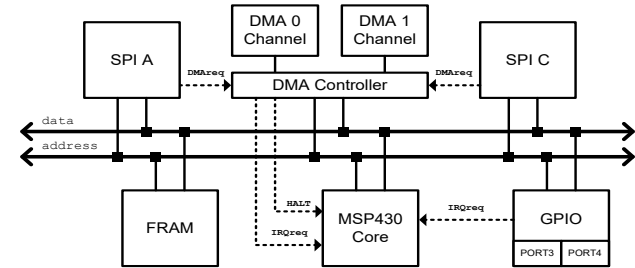 DMA 0
Channel
DMA 1
Channel
SPI A
SPI C
DMAreq
DMA Controller
DMAreq
data
address
FRAM
HALT
IRQreq
MSP430
Core
IRQreq
GPIO
PORT3
PORT4